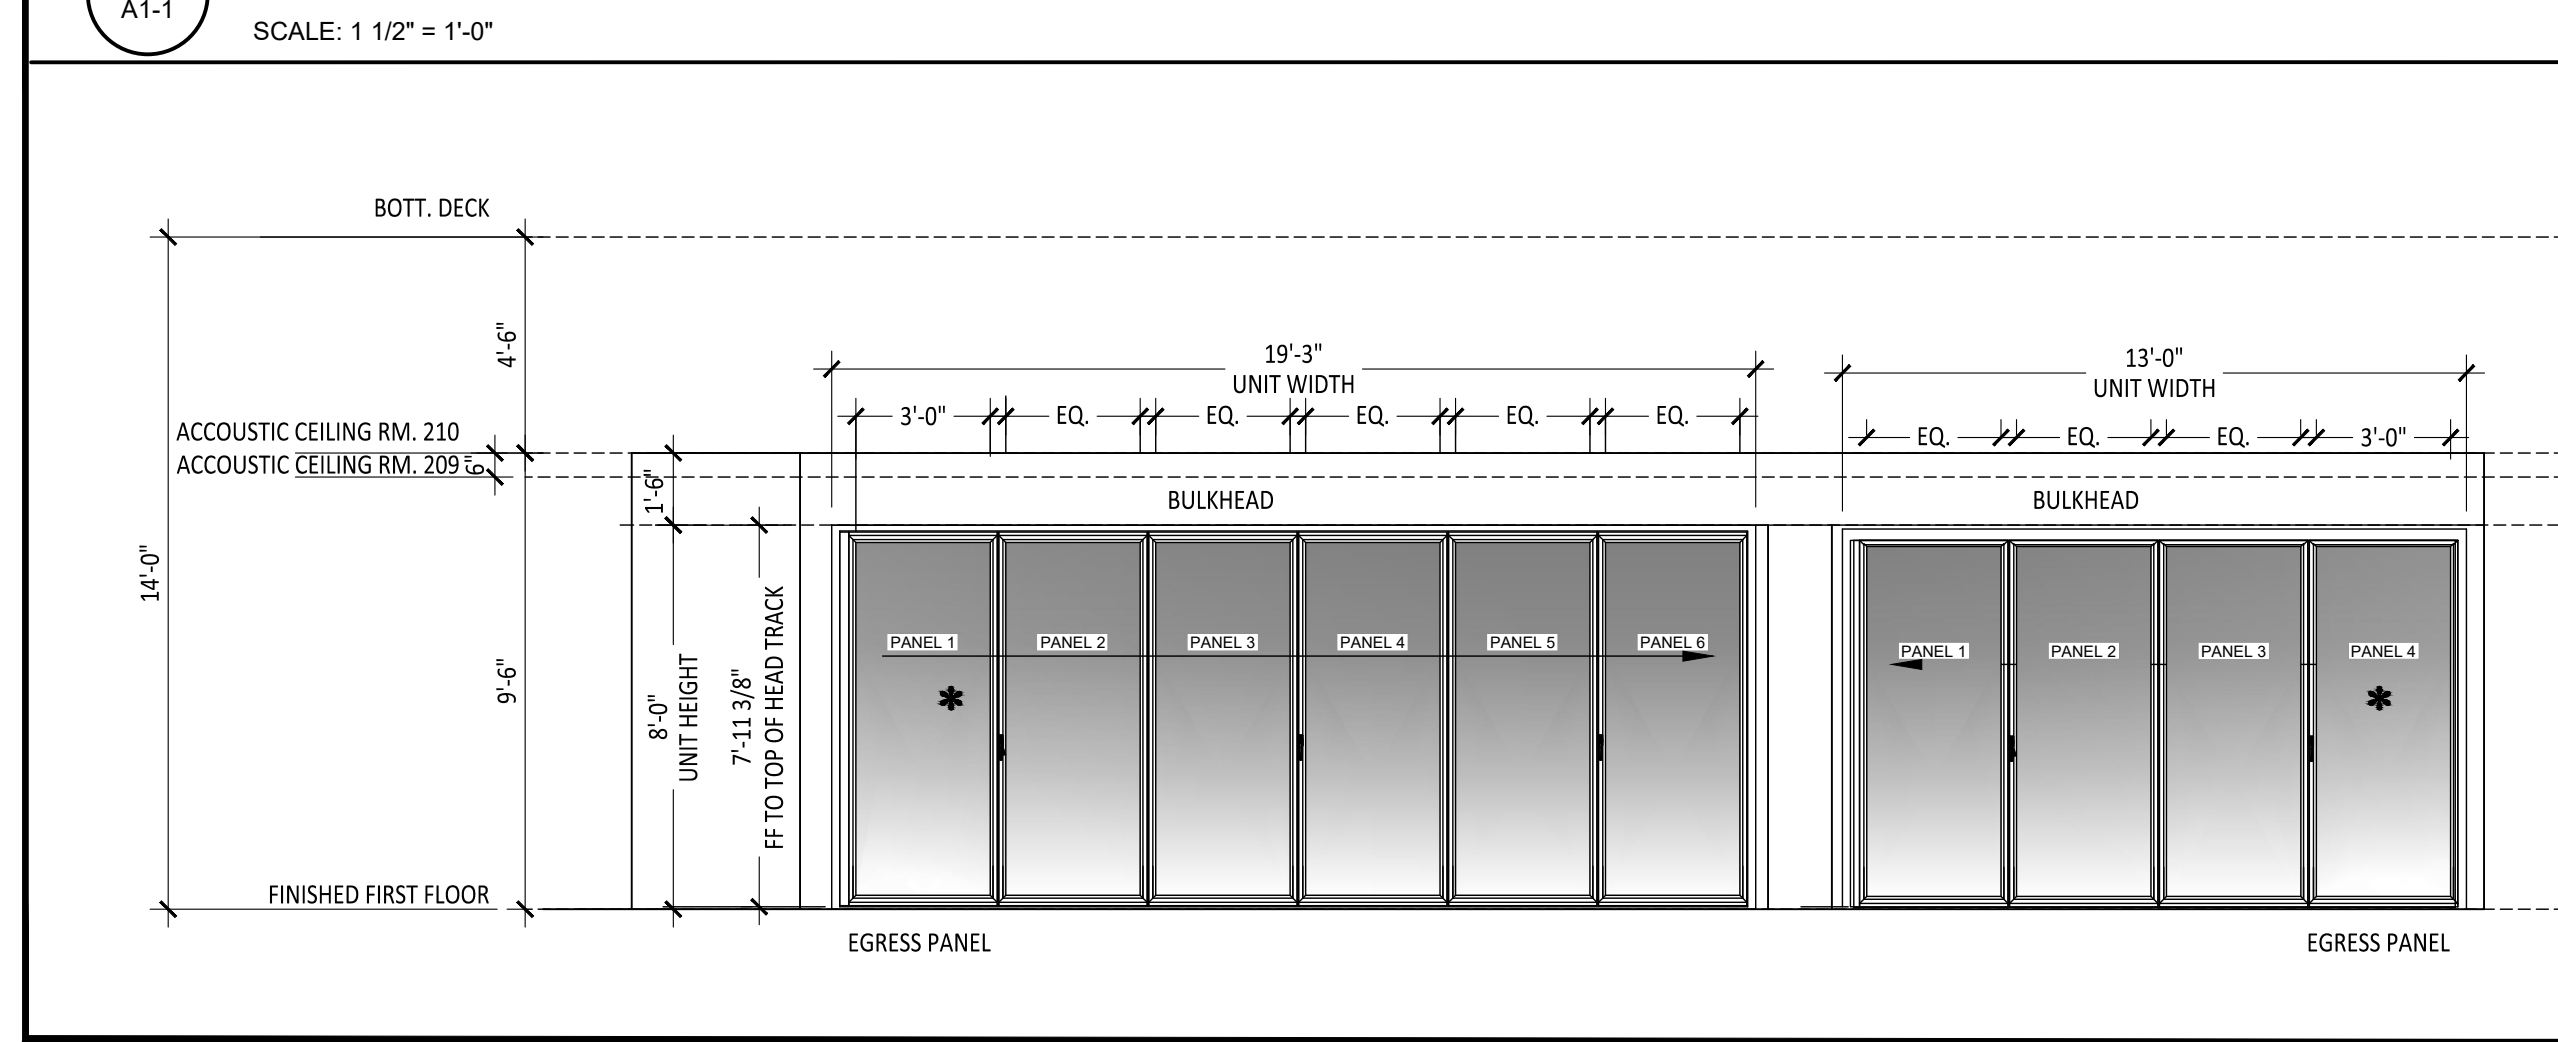 A1-1
SCALE: 1 1/2" = 1'-0"
BOTT. DECK
4'-6"
19'-3"
UNIT WIDTH
13'-0"
UNIT WIDTH
3'-0" EQ. EQ. EQ. EQ. EQ.
EQ. EQ. EQ. 3'-0"
ACCOUSTIC CEILING RM. 210
ACCOUSTIC CEILING RM. 209
6"
1'-6"
BULKHEAD
BULKHEAD
14'-0"
9'-6"
8'-0"
UNIT HEIGHT
7'-11 3/8"
FF TO TOP OF HEAD TRACK
PANEL 1 PANEL 2 PANEL 3 PANEL 4 PANEL 5 PANEL 6
PANEL 1 PANEL 2 PANEL 3 PANEL 4
FINISHED FIRST FLOOR
EGRESS PANEL
EGRESS PANEL